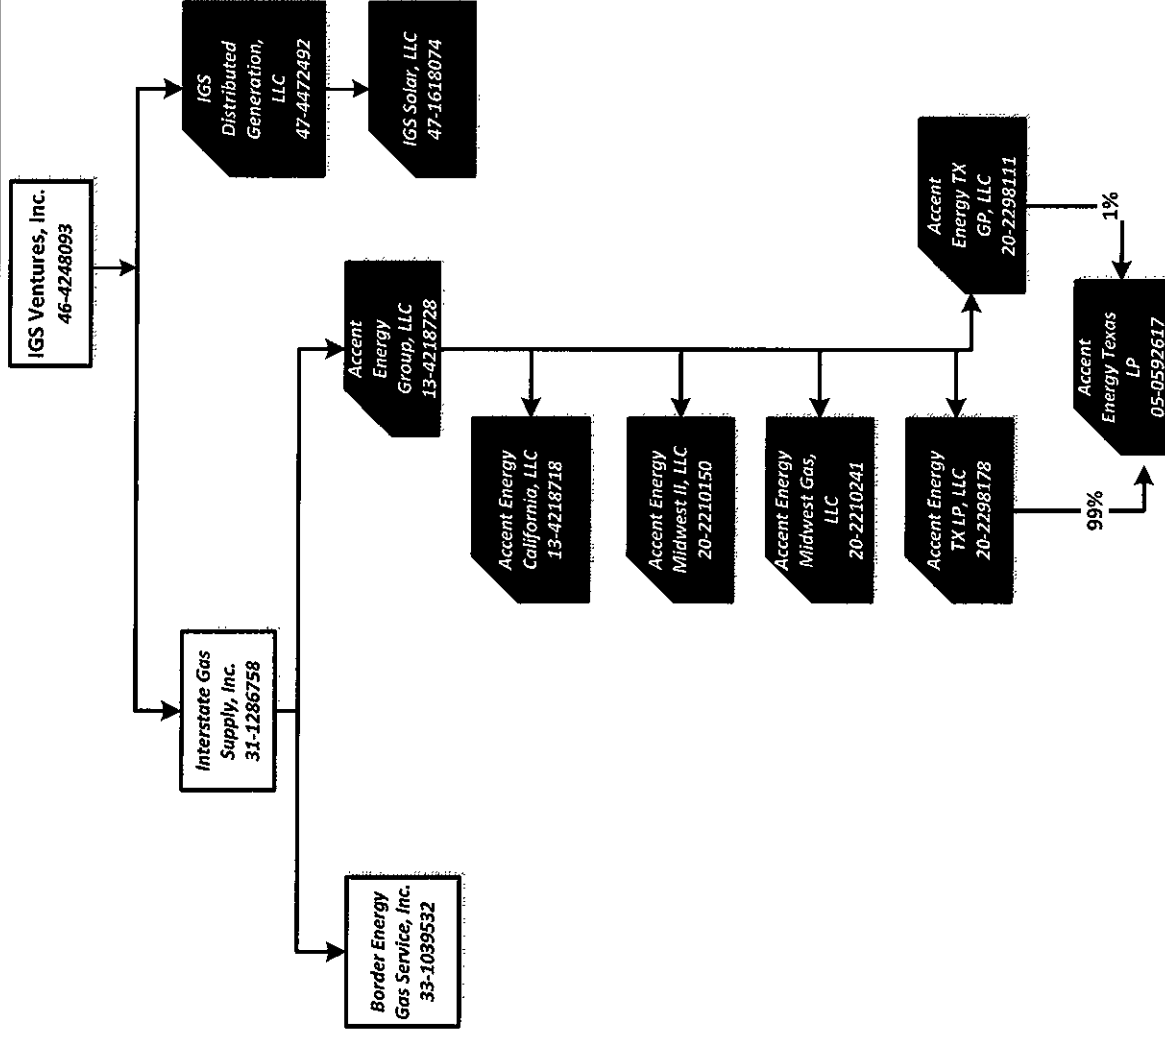 IGS Ventures, Inc.
46-4248093
Interstate Gas
Supply, Inc.
31-1286758
IGS
Distributed
Generation,
LLC
47-4472492
IGS Solar, LLC
47-1618074
Border Energy
Gas Service, Inc.
33-1039532
Accent
Energy
Group, LLC
13-4218728
Accent Energy
California, LLC
13-4218718
Accent Energy
Midwest II, LLC
20-2210150
Accent Energy
Midwest Gas,
LLC
20-2210241
Accent Energy
TX LP, LLC
20-2298178
Accent
Energy TX
GP, LLC
20-2298111
99%
1%
Accent
Energy Texas
LP
05-0592617